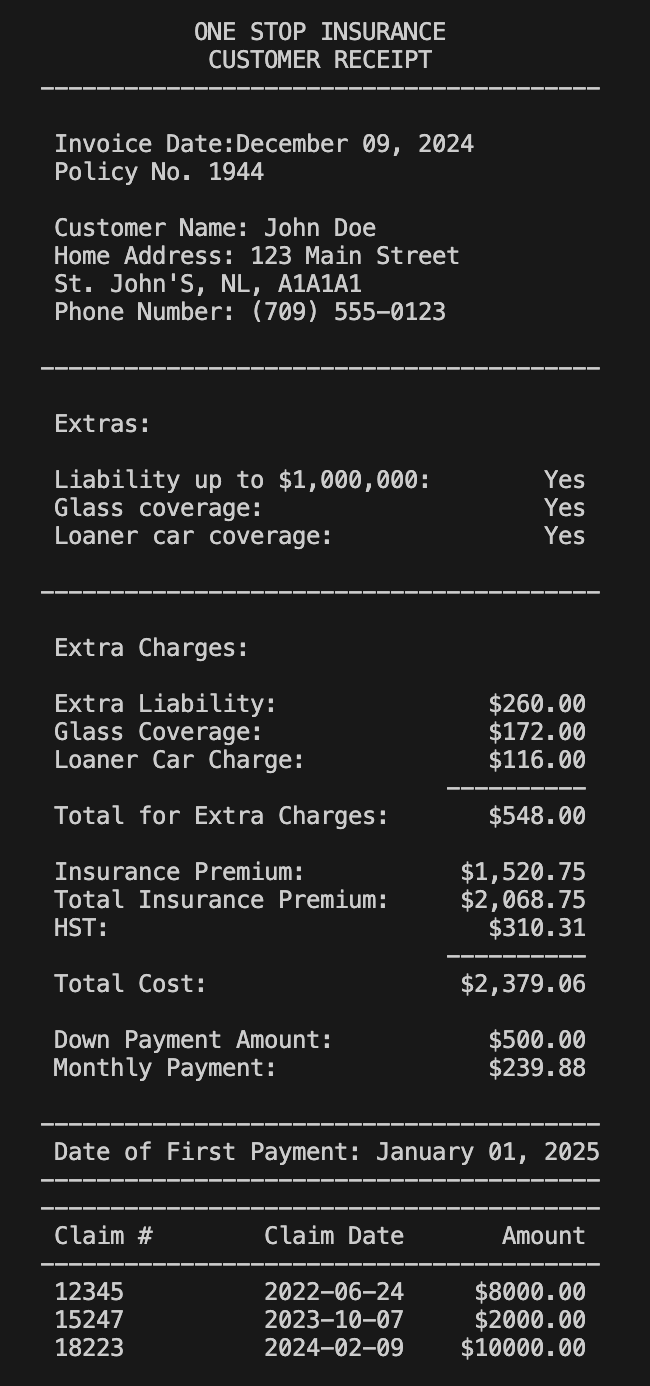 ONE STOP INSURANCE
CUSTOMER RECEIPT
Invoice Date:December 09, 2024
Policy No. 1944
Customer Name: John Doe
Home Address: 123 Main Street
St. John'S, NL, A1A1A1
Phone Number: (709) 555-0123
Extras:
Liability up to $1,000,000: Yes
Glass coverage: Yes
Loaner car coverage: Yes
Extra Charges:
Extra Liability: $260.00
Glass Coverage: $172.00
Loaner Car Charge: $116.00
Total for Extra Charges: $548.00
Insurance Premium: $1,520.75
Total Insurance Premium: $2,068.75
HST: $310.31
Total Cost: $2,379.06
Down Payment Amount: $500.00
Monthly Payment: $239.88
Date of First Payment: January 01, 2025
Claim # Claim Date Amount
12345 2022-06-24 $8000.00
15247 2023-10-07 $2000.00
18223 2024-02-09 $10000.00